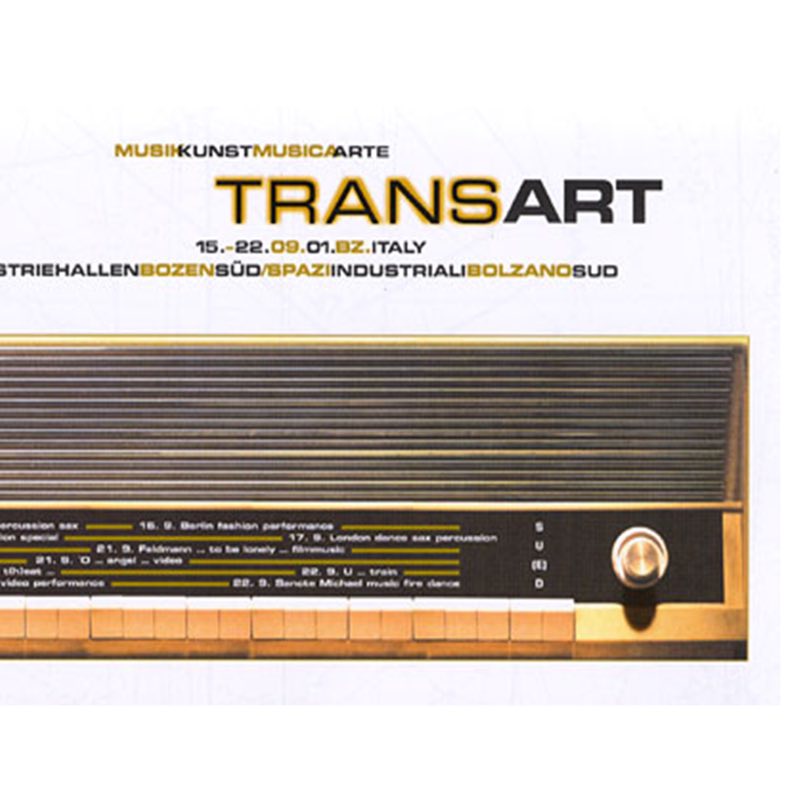 MUSIKKUNSTMUSICAARTE
TRANSART
15.-22.09.01.BZ.ITALY
STRIEHALLENBOZENSÜD/SPAZIINDUSTRIALIBOLZANOSUD
ercussion sax 16. 9. Berlin fashion performance S
ion special 17. 9. London dance sax percussion
21. 9. Feldmann ... to be lonely ... filmmusic U
21. 9. 'O ... angel ... video (E)
22. 9. U ... train
video performance 22. 9. Sancte Michael music fire dance D